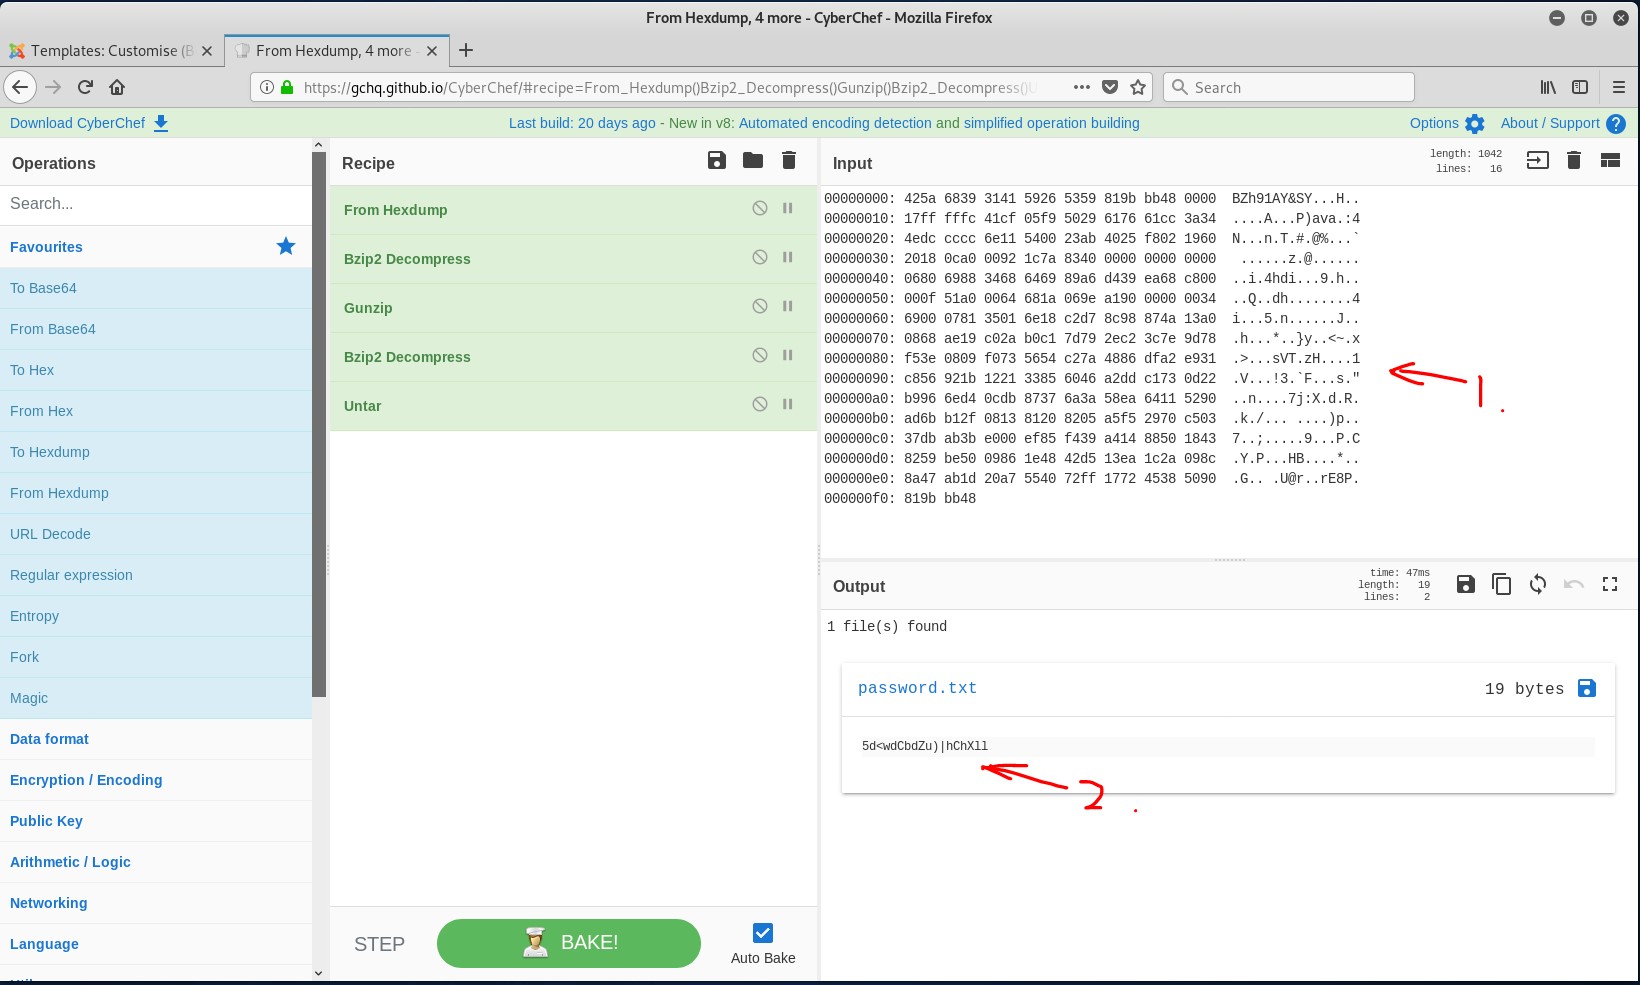 From Hexdump, 4 more - CyberChef - Mozilla Firefox
Templates: Customise (B
From Hexdump, 4 more -
https://gchq.github.io/CyberChef/#recipe=From_Hexdump()Bzip2_Decompress()Gunzip()Bzip2_Decompress()U
Search
Download CyberChef
Last build: 20 days ago - New in v8: Automated encoding detection and simplified operation building
Options
About / Support
Operations
Search...
Favourites
To Base64
From Base64
To Hex
From Hex
To Hexdump
From Hexdump
URL Decode
Regular expression
Entropy
Fork
Magic
Data format
Encryption / Encoding
Public Key
Arithmetic / Logic
Networking
Language
Recipe
From Hexdump
Bzip2 Decompress
Gunzip
Bzip2 Decompress
Untar
STEP
BAKE!
Auto Bake
Input
length: 1042
lines: 16
00000000: 425a 6839 3141 5926 5359 819b bb48 0000  BZh91AY&SY...H..
00000010: 17ff fffc 41cf 05f9 5029 6176 61cc 3a34  ....A...P)ava.:4
00000020: 4edc cccc 6e11 5400 23ab 4025 f802 1960  N...n.T.#.@%...`
00000030: 2018 0ca0 0092 1c7a 8340 0000 0000 0000   ......z.@......
00000040: 0680 6988 3468 6469 89a6 d439 ea68 c800  ..i.4hdi...9.h..
00000050: 000f 51a0 0064 681a 069e a190 0000 0034  ..Q..dh........4
00000060: 6900 0781 3501 6e18 c2d7 8c98 874a 13a0  i...5.n......J..
00000070: 0868 ae19 c02a b0c1 7d79 2ec2 3c7e 9d78  .h...*..}y..<~.x
00000080: f53e 0809 f073 5654 c27a 4886 dfa2 e931  .>...sVT.zH....1
00000090: c856 921b 1221 3385 6046 a2dd c173 0d22  .V...!3.`F...s."
000000a0: b996 6ed4 0cdb 8737 6a3a 58ea 6411 5290  ..n....7j:X.d.R.
000000b0: ad6b b12f 0813 8120 8205 a5f5 2970 c503  .k./... ....)p..
000000c0: 37db ab3b e000 ef85 f439 a414 8850 1843  7..;.....9...P.C
000000d0: 8259 be50 0986 1e48 42d5 13ea 1c2a 098c  .Y.P...HB....*..
000000e0: 8a47 ab1d 20a7 5540 72ff 1772 4538 5090  .G.. .U@r..rE8P.
000000f0: 819b bb48
1.
Output
time: 47ms
length: 19
lines: 2
1 file(s) found
password.txt
19 bytes
5d<wdCbdZu)|hChXll
2.